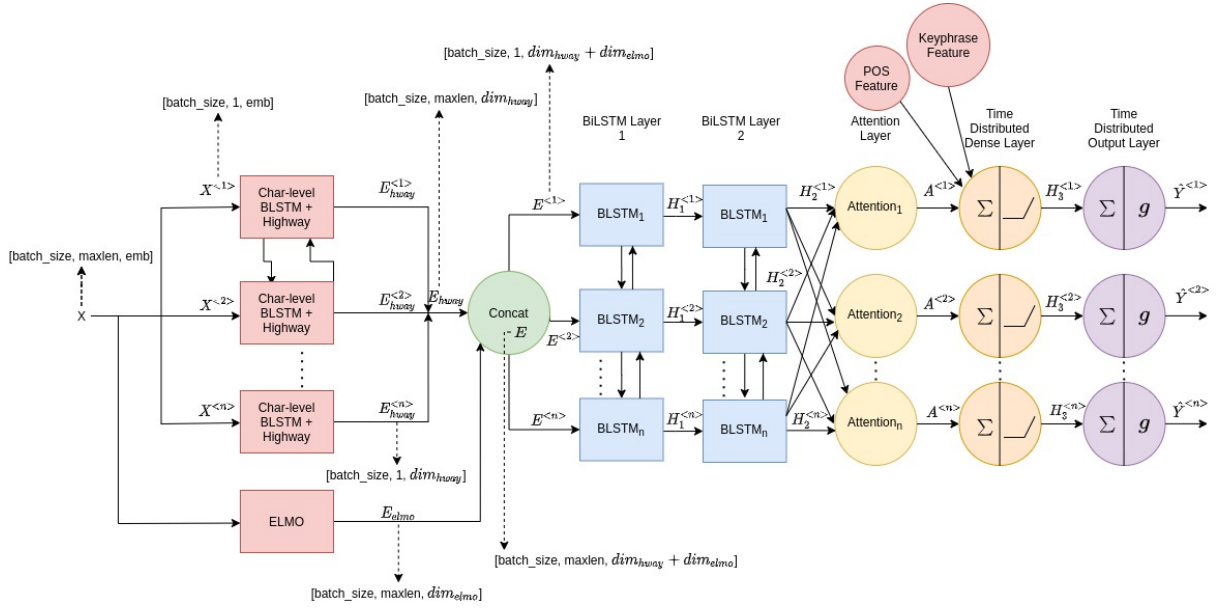 Keyphrase
Feature
POS
Feature
[batch_size, 1, dim_hway + dim_elmo]
[batch_size, maxlen, dim_hway]
[batch_size, 1, emb]
BiLSTM Layer
1
BiLSTM Layer
2
Attention
Layer
Time
Distributed
Dense Layer
Time
Distributed
Output Layer
X<1>
Char-level
BLSTM +
Highway
E_hway^<1>
E^<1>
BLSTM_1
H_1^<1>
BLSTM_1
H_2^<1>
Attention_1
A^<1>
Σ
H_3^<1>
Σ
g
Ŷ^<1>
[batch_size, maxlen, emb]
X
X<2>
Char-level
BLSTM +
Highway
E_hway^<2>
E_hway
Concat
- E
E^<2>
BLSTM_2
H_1^<2>
BLSTM_2
H_2^<2>
Attention_2
A^<2>
Σ
H_3^<2>
Σ
g
Ŷ^<2>
X^<n>
Char-level
BLSTM +
Highway
E_hway^<n>
E^<n>
BLSTM_n
H_1^<n>
BLSTM_n
H_2^<n>
Attention_n
A^<n>
Σ
H_3^<n>
Σ
g
Ŷ^<n>
[batch_size, 1, dim_hway]
ELMO
E_elmo
[batch_size, maxlen, dim_hway + dim_elmo]
[batch_size, maxlen, dim_elmo]